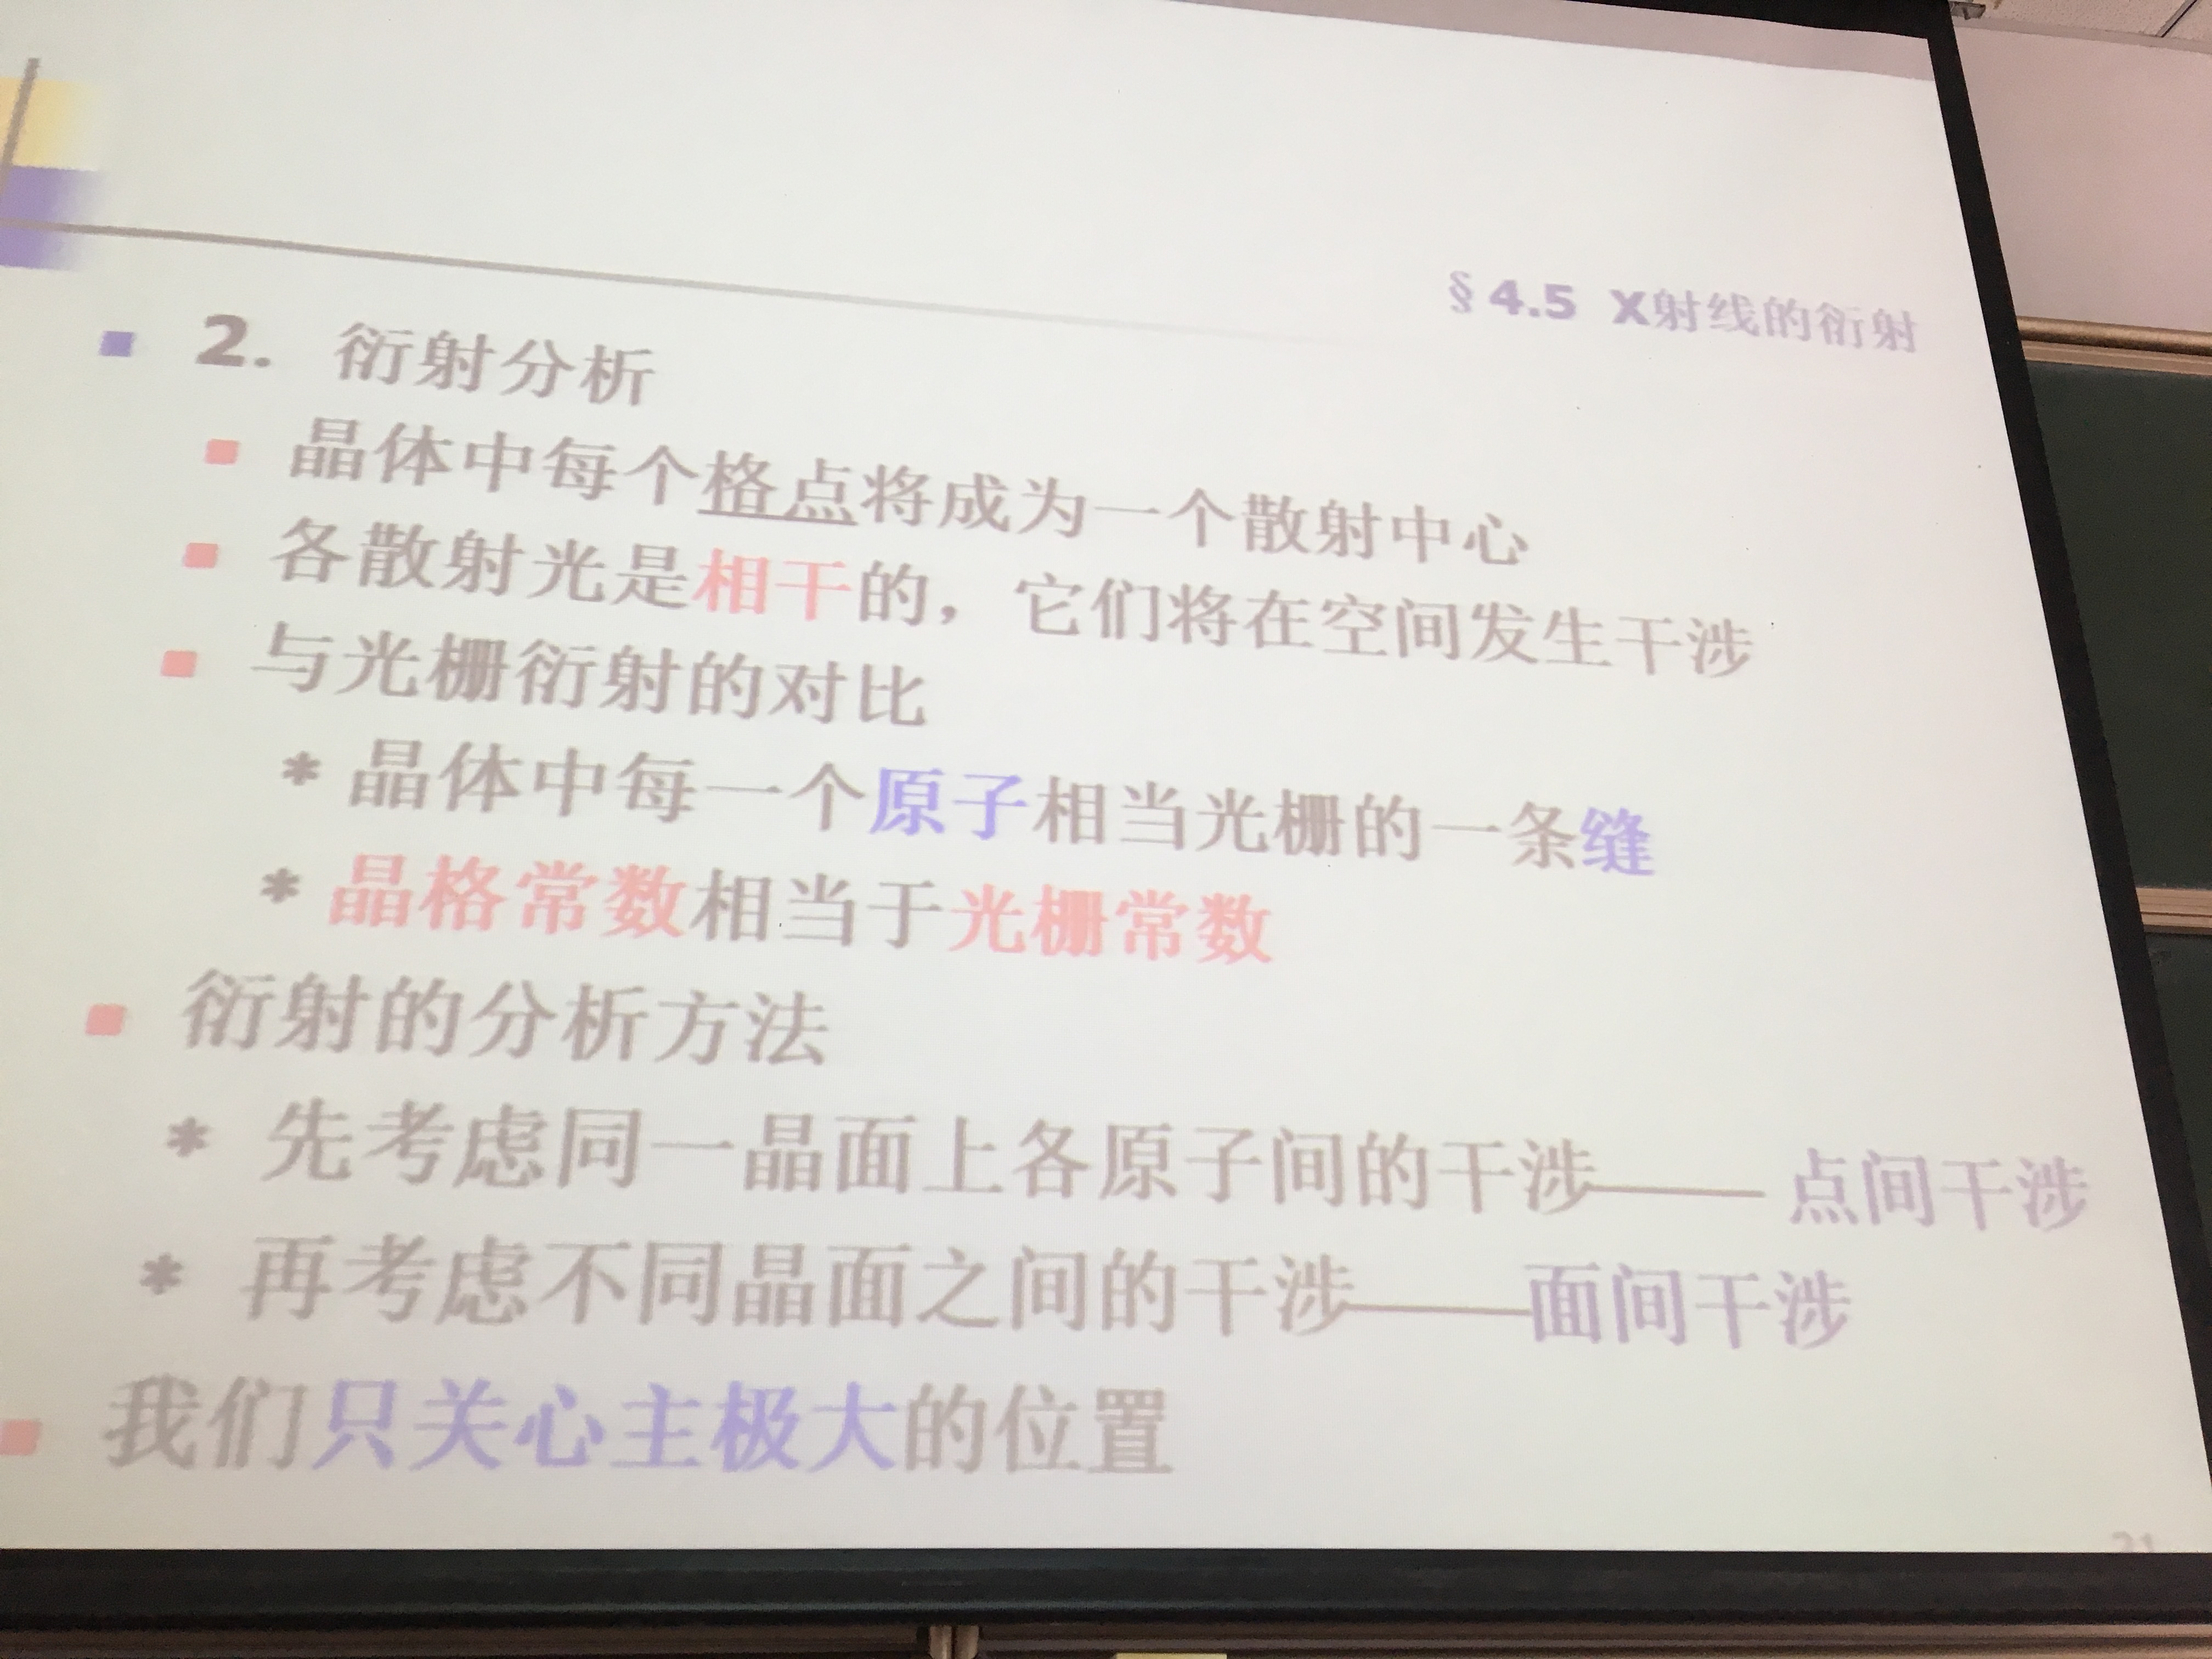 §4.5 X射线的衍射
2. 衍射分析
晶体中每个格点将成为一个散射中心
各散射光是相干的，它们将在空间发生干涉
与光栅衍射的对比
* 晶体中每一个原子相当光栅的一条缝
* 晶格常数相当于光栅常数
衍射的分析方法
* 先考虑同一晶面上各原子间的干涉—— 点间干涉
* 再考虑不同晶面之间的干涉——面间干涉
我们只关心主极大的位置